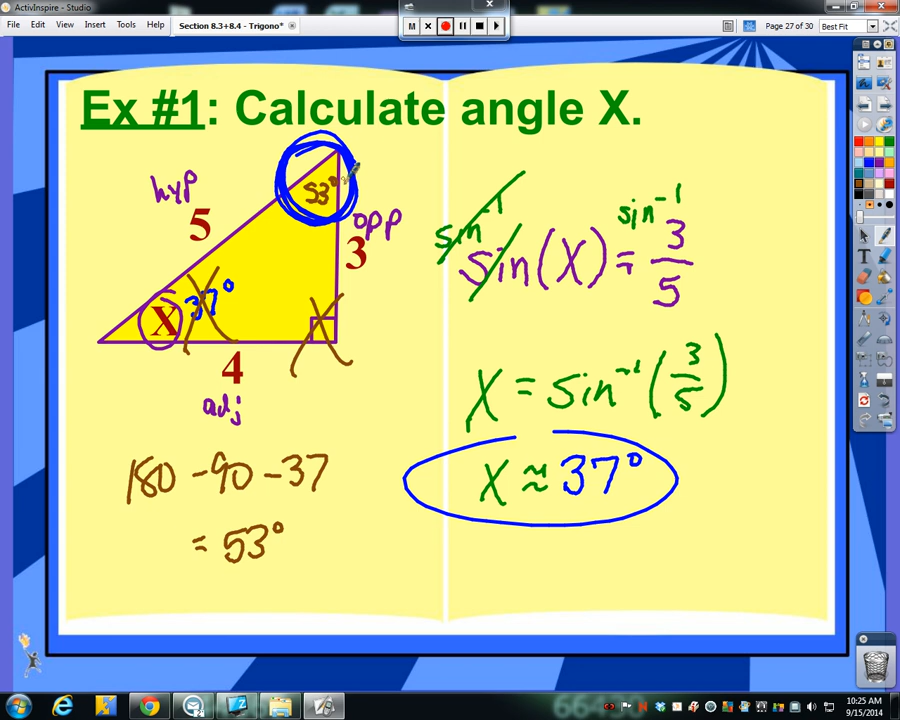 ActivInspire - Studio
File Edit View Insert Tools Help
Section 8.3+8.4 - Trigono*
Page 27 of 30
Best Fit
M
Ex #1: Calculate angle X.
hyp
5
53°
opp
3
X
37°
4
adj
sin⁻¹ sin⁻¹
sin(X) = 3/5
X = sin⁻¹(3/5)
X ≈ 37°
180 - 90 - 37
= 53°
10:25 AM
9/15/2014